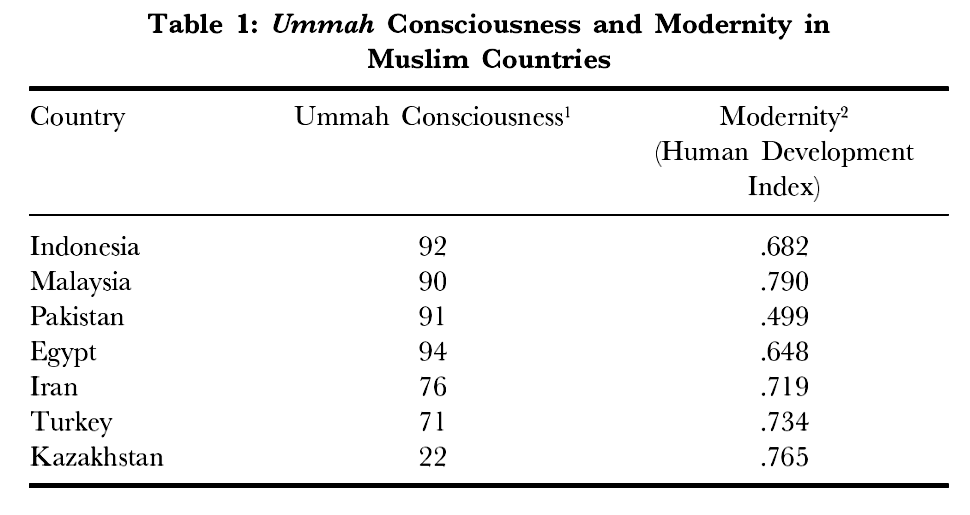 Table 1: Ummah Consciousness and Modernity in
Muslim Countries
Country Ummah Consciousness¹ Modernity²
(Human Development
Index)
Indonesia 92 .682
Malaysia 90 .790
Pakistan 91 .499
Egypt 94 .648
Iran 76 .719
Turkey 71 .734
Kazakhstan 22 .765